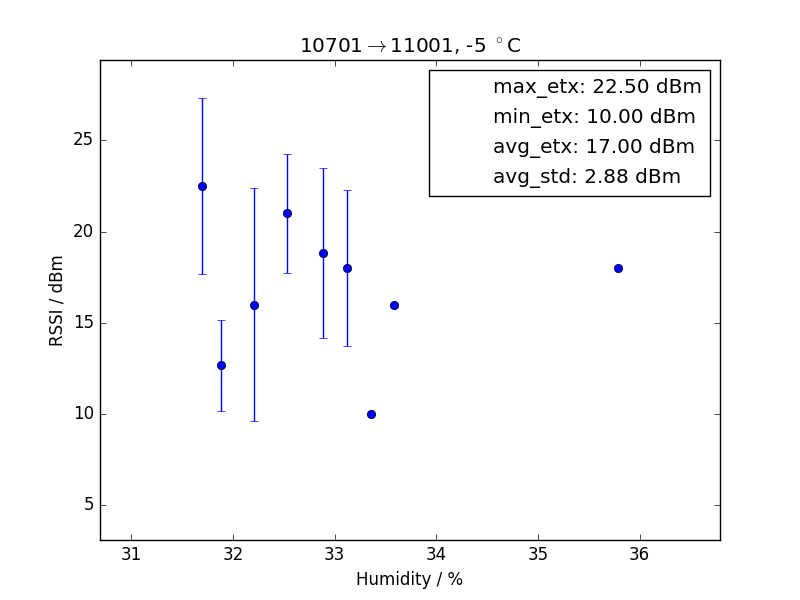 10701→11001, -5 °C
max_etx: 22.50 dBm
min_etx: 10.00 dBm
avg_etx: 17.00 dBm
avg_std: 2.88 dBm
RSSI / dBm
25
20
15
10
5
31 32 33 34 35 36
Humidity / %